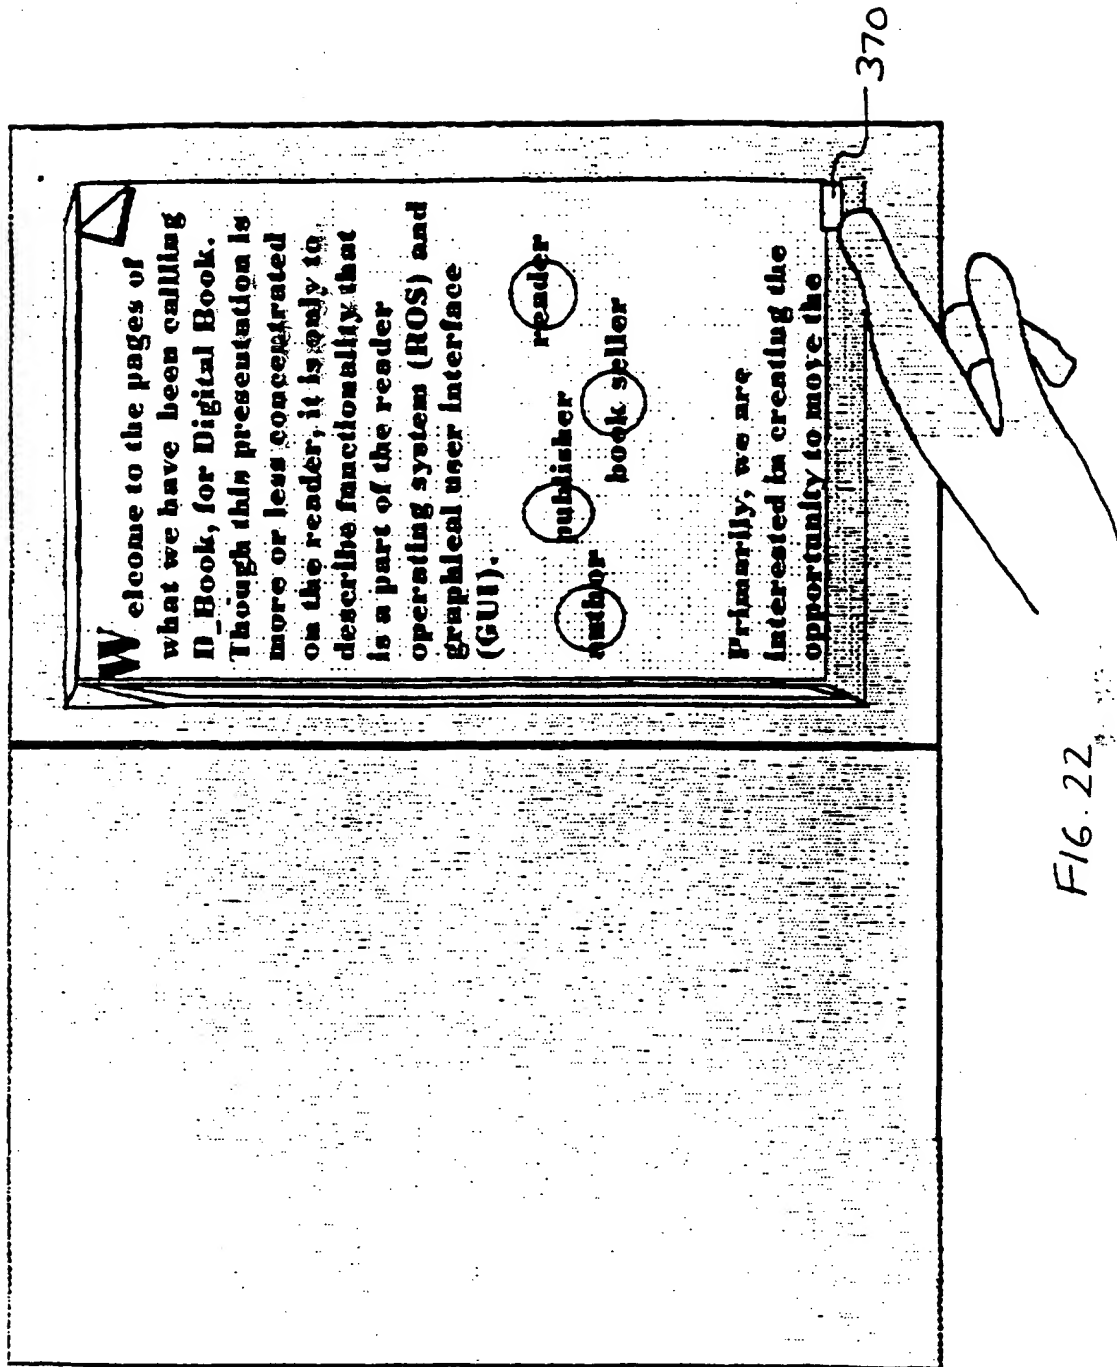 Welcome to the pages of
what we have been calling
D_Book, for Digital Book.
Though this presentation is
more or less concentrated
on the reader, it is only to
describe functionality that
is a part of the reader
operating system (ROS) and
graphical user interface
(GUI).
author
publisher
book seller
reader
Primarily, we are
interested in creating the
opportunity to move the
370
FIG. 22